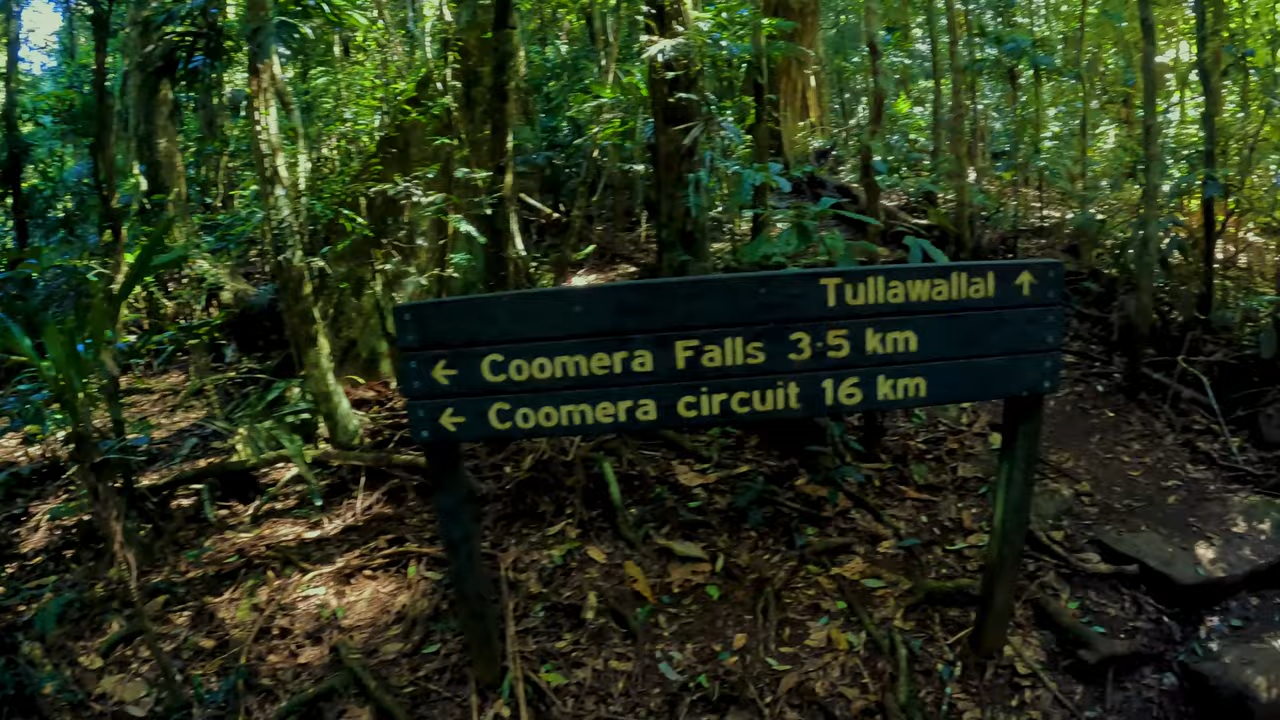 Tullawallal ↑
← Coomera Falls 3·5 km
← Coomera circuit 16 km